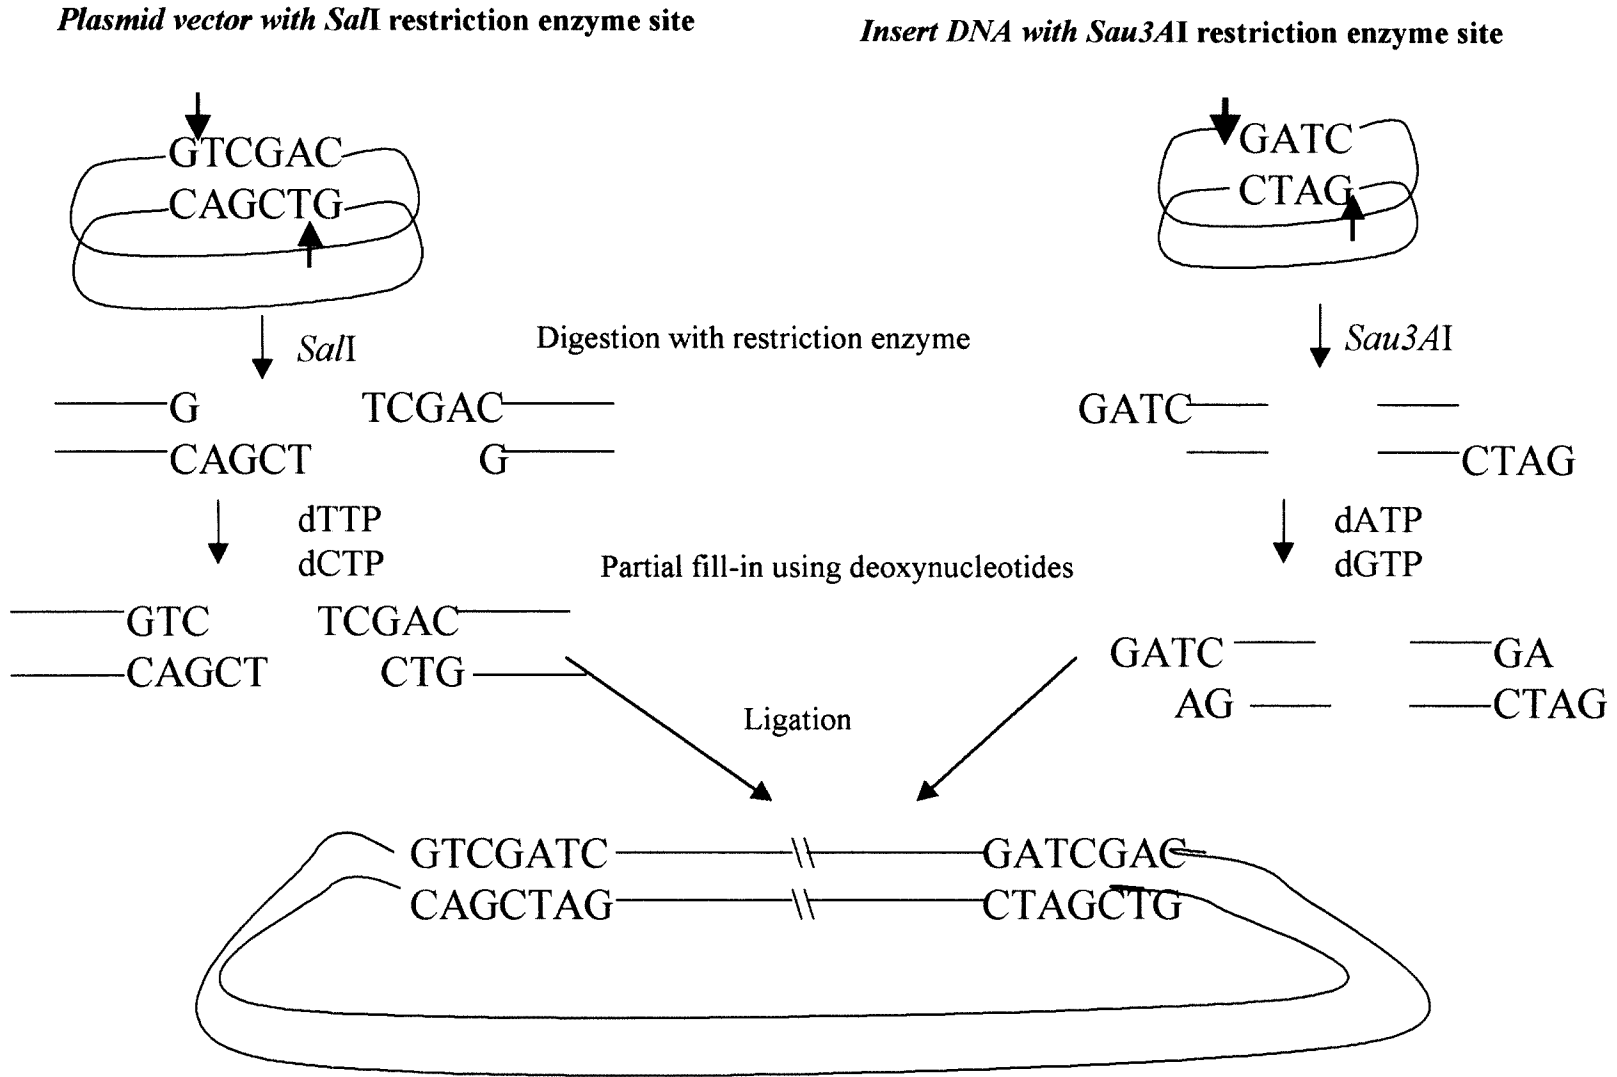 Plasmid vector with SalI restriction enzyme site
Insert DNA with Sau3AI restriction enzyme site
GTCGAC
CAGCTG
GATC
CTAG
SalI
Digestion with restriction enzyme
Sau3AI
G TCGAC
CAGCT G
GATC
CTAG
dTTP
dCTP
Partial fill-in using deoxynucleotides
dATP
dGTP
GTC TCGAC
CAGCT CTG
GATC GA
AG CTAG
Ligation
GTCGATC GATCGAC
CAGCTAG CTAGCTG